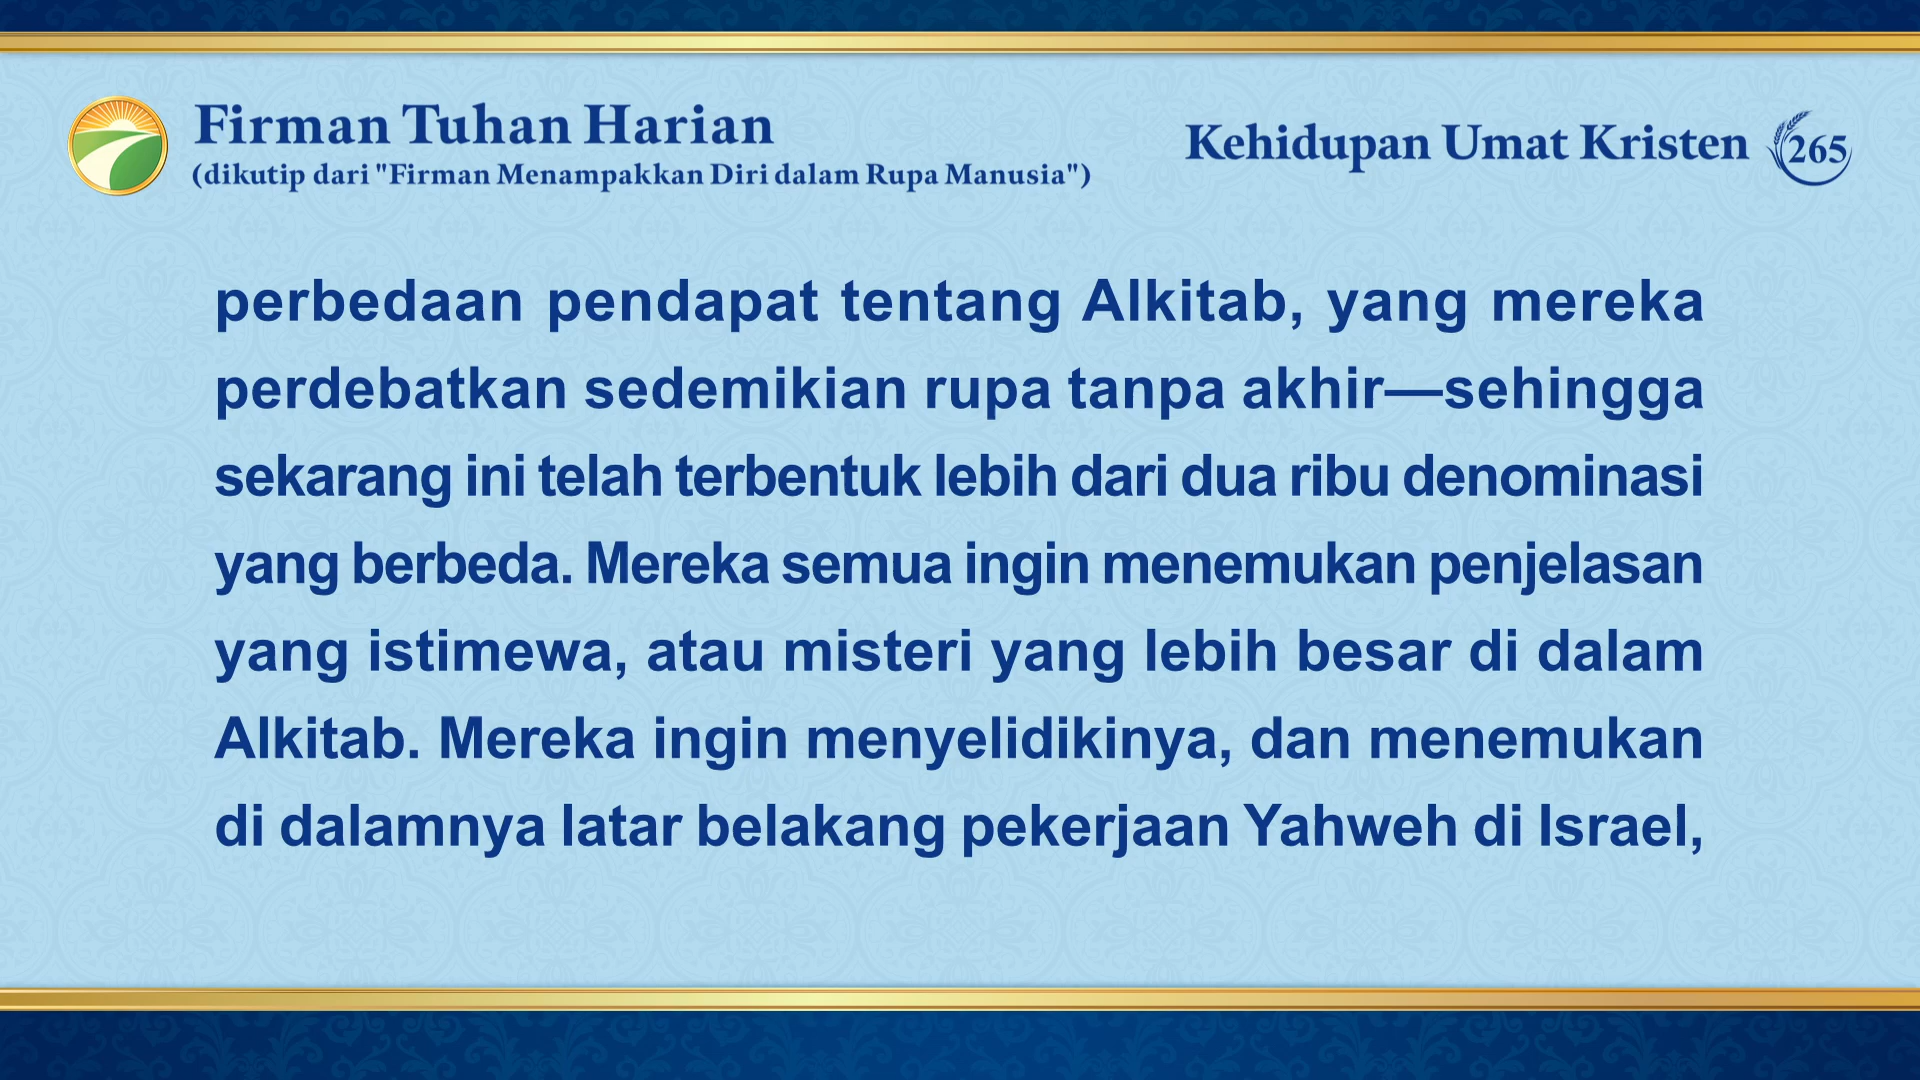 Firman Tuhan Harian
(dikutip dari "Firman Menampakkan Diri dalam Rupa Manusia")
Kehidupan Umat Kristen 265
perbedaan pendapat tentang Alkitab, yang mereka
perdebatkan sedemikian rupa tanpa akhir—sehingga
sekarang ini telah terbentuk lebih dari dua ribu denominasi
yang berbeda. Mereka semua ingin menemukan penjelasan
yang istimewa, atau misteri yang lebih besar di dalam
Alkitab. Mereka ingin menyelidikinya, dan menemukan
di dalamnya latar belakang pekerjaan Yahweh di Israel,